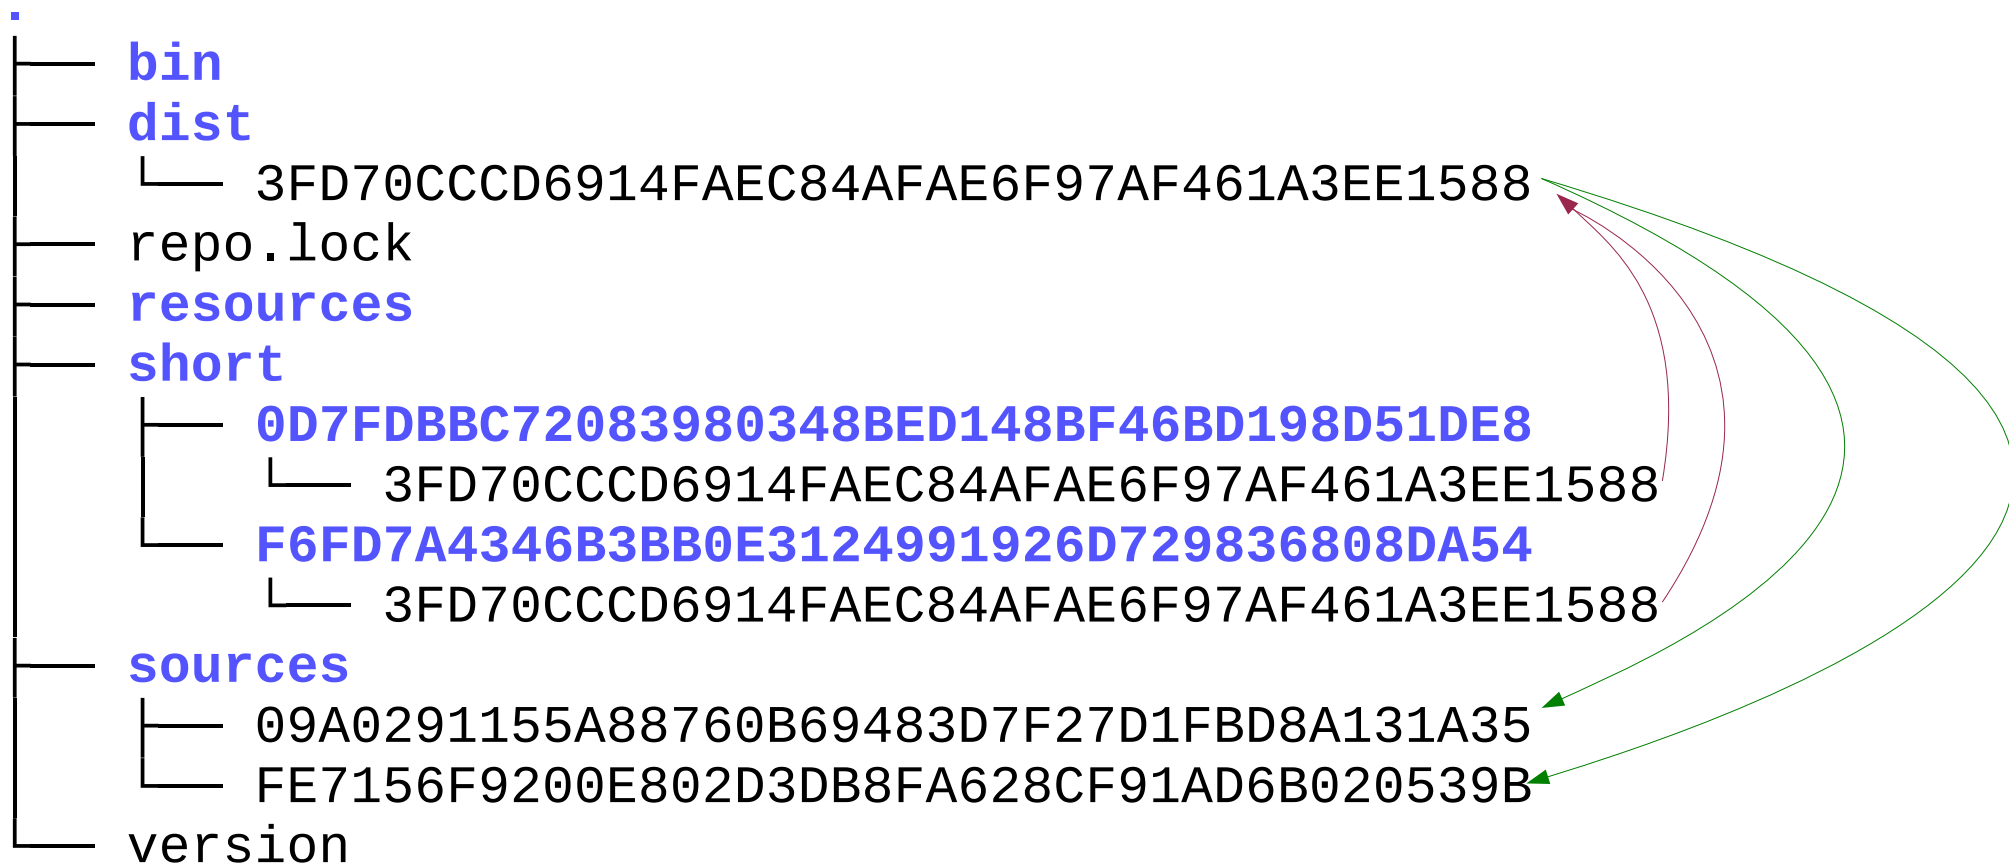 .
bin
dist
3FD70CCCD6914FAEC84AFAE6F97AF461A3EE1588
repo.lock
resources
short
0D7FDBBC72083980348BED148BF46BD198D51DE8
3FD70CCCD6914FAEC84AFAE6F97AF461A3EE1588
F6FD7A4346B3BB0E3124991926D729836808DA54
3FD70CCCD6914FAEC84AFAE6F97AF461A3EE1588
sources
09A0291155A88760B69483D7F27D1FBD8A131A35
FE7156F9200E802D3DB8FA628CF91AD6B020539B
version